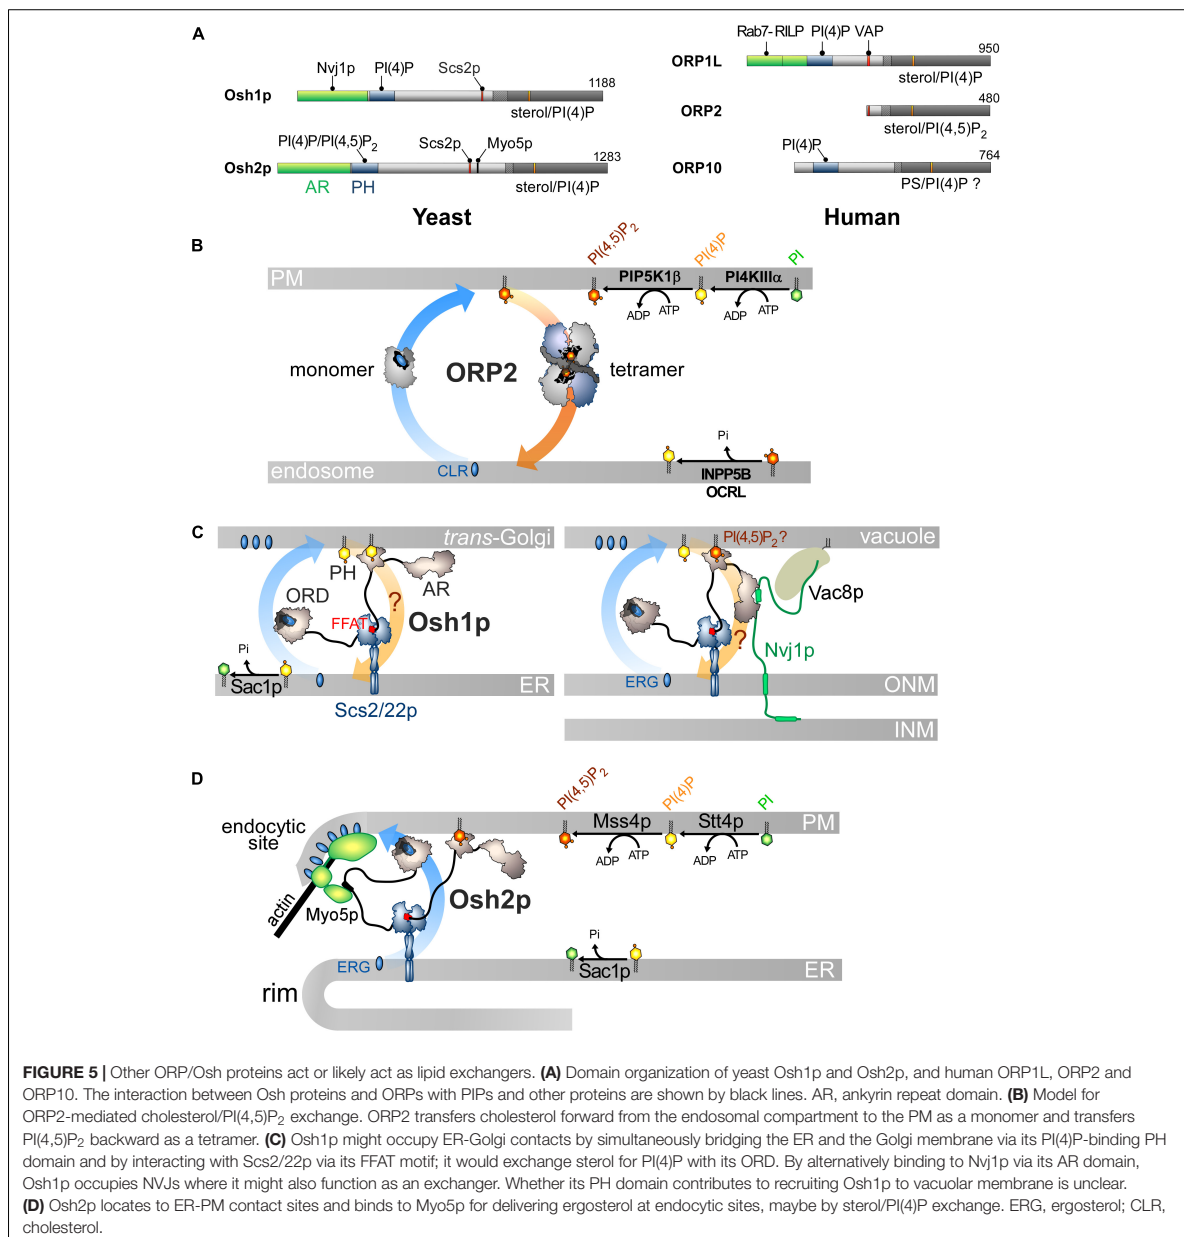 A
Nvj1p
PI(4)P
Scs2p
1188
Osh1p
sterol/PI(4)P
PI(4)P/PI(4,5)P2
Scs2p
Myo5p
1283
Osh2p
AR
PH
sterol/PI(4)P
Yeast
Rab7-RILP
PI(4)P
VAP
950
ORP1L
sterol/PI(4)P
ORP2
480
sterol/PI(4,5)P2
PI(4)P
764
ORP10
PS/PI(4)P ?
Human
B
PI(4,5)P2
PI(4)P
PI
PM
PIP5K1β
PI4KIIIα
ADP
ATP
ADP
ATP
monomer
ORP2
tetramer
Pi
endosome
CLR
INPP5B
OCRL
C
trans-Golgi
PH
AR
ORD
?
FFAT
Osh1p
Pi
Sac1p
ER
Scs2/22p
PI(4,5)P2?
vacuole
Vac8p
?
Nvj1p
ERG
ONM
INM
D
PI(4,5)P2
PI(4)P
PI
endocytic
site
Mss4p
Stt4p
PM
ADP
ATP
ADP
ATP
Osh2p
actin
Myo5p
Pi
ERG
Sac1p
ER
rim
FIGURE 5 | Other ORP/Osh proteins act or likely act as lipid exchangers. (A) Domain organization of yeast Osh1p and Osh2p, and human ORP1L, ORP2 and
ORP10. The interaction between Osh proteins and ORPs with PIPs and other proteins are shown by black lines. AR, ankyrin repeat domain. (B) Model for
ORP2-mediated cholesterol/PI(4,5)P2 exchange. ORP2 transfers cholesterol forward from the endosomal compartment to the PM as a monomer and transfers
PI(4,5)P2 backward as a tetramer. (C) Osh1p might occupy ER-Golgi contacts by simultaneously bridging the ER and the Golgi membrane via its PI(4)P-binding PH
domain and by interacting with Scs2/22p via its FFAT motif; it would exchange sterol for PI(4)P with its ORD. By alternatively binding to Nvj1p via its AR domain,
Osh1p occupies NVJs where it might also function as an exchanger. Whether its PH domain contributes to recruiting Osh1p to vacuolar membrane is unclear.
(D) Osh2p locates to ER-PM contact sites and binds to Myo5p for delivering ergosterol at endocytic sites, maybe by sterol/PI(4)P exchange. ERG, ergosterol; CLR,
cholesterol.